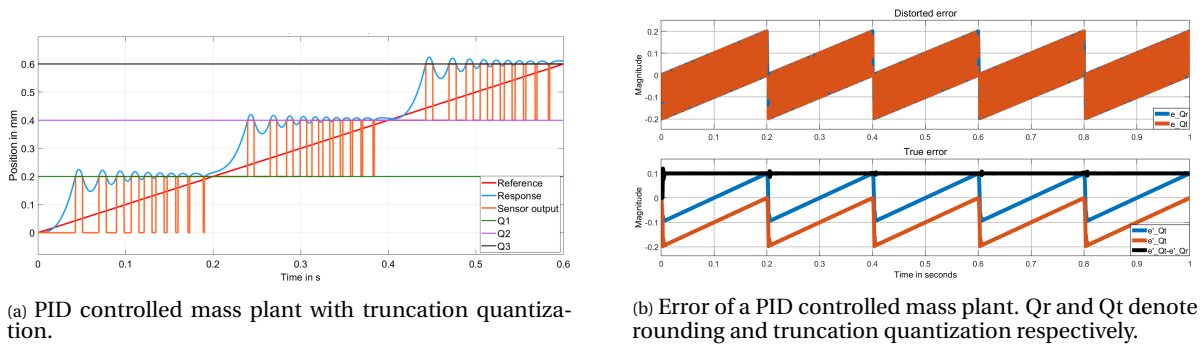 0.6
0.5
0.4
0.3
0.2
0.1
0
Position in mm
0
0.1
0.2
0.3
0.4
0.5
0.6
Time in s
Reference
Response
Sensor output
Q1
Q2
Q3
(a) PID controlled mass plant with truncation quantiza-
tion.
Distorted error
0.2
0.1
0
-0.1
-0.2
Magnitude
e_Qr
e_Qt
0
0.1
0.2
0.3
0.4
0.5
0.6
0.7
0.8
0.9
1
True error
0.1
0
-0.1
-0.2
Magnitude
e'_Qt
e'_Qt
e'_Qt-e'_Qr
0
0.1
0.2
0.3
0.4
0.5
0.6
0.7
0.8
0.9
1
Time in seconds
(b) Error of a PID controlled mass plant. Qr and Qt denote
rounding and truncation quantization respectively.